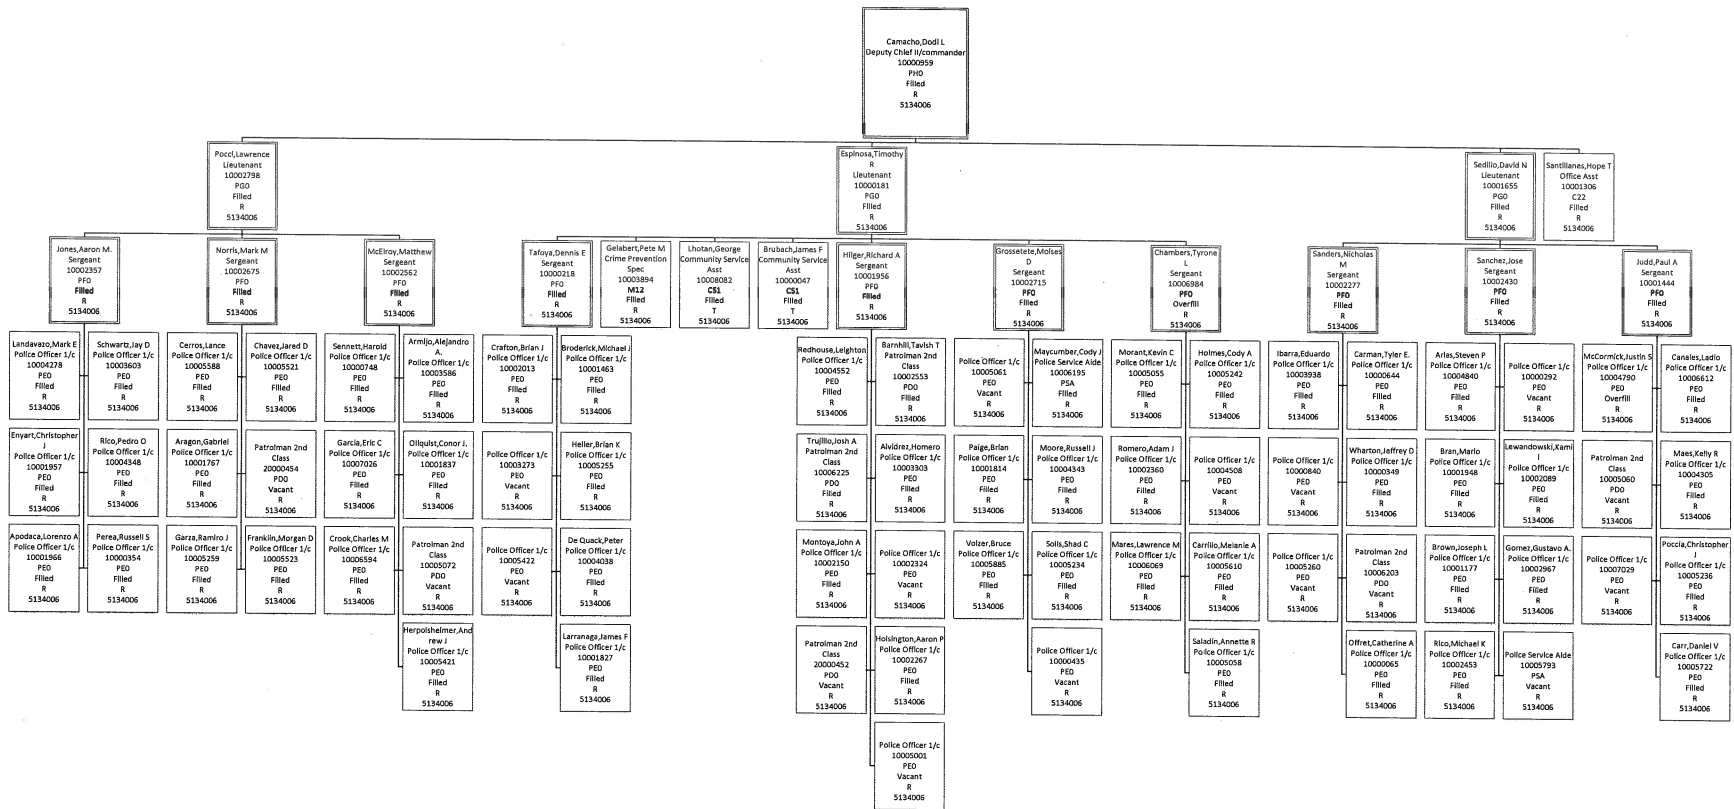 Camacho,Dodi L
Deputy Chief II/commander
10000959
PH0
Filled
R
5134006
Pocci,Lawrence
Lieutenant
10002798
PG0
Filled
R
5134006
Espinosa,Timothy
R
Lieutenant
10000181
PG0
Filled
R
5134006
Sedillo,David N
Lieutenant
10001655
PG0
Filled
R
5134006
Santillanes,Hope T
Office Asst
10001306
C22
Filled
R
5134006
Jones,Aaron M.
Sergeant
10002357
PF0
Filled
R
5134006
Norris,Mark M
Sergeant
10002675
PF0
Filled
R
5134006
McElroy,Matthew
Sergeant
10002562
PF0
Filled
R
5134006
Tafoya,Dennis E
Sergeant
10000218
PF0
Filled
R
5134006
Gelabert,Pete M
Crime Prevention
Spec
10003894
M12
Filled
R
5134006
Lhotan,George
Community Service
Asst
10008082
CS1
Filled
T
5134006
Brubach,James F
Community Service
Asst
10000047
CS1
Filled
T
5134006
Hilger,Richard A
Sergeant
10001956
PF0
Filled
R
5134006
Grossetete,Moises
D
Sergeant
10002715
PF0
Filled
R
5134006
Chambers,Tyrone
L
Sergeant
10006984
PF0
Overfill
R
5134006
Sanders,Nicholas
M
Sergeant
10002277
PF0
Filled
R
5134006
Sanchez,Jose
Sergeant
10002430
PF0
Filled
R
5134006
Judd,Paul A
Sergeant
10001444
PF0
Filled
R
5134006
Landavazo,Mark E
Police Officer 1/c
10004278
PE0
Filled
R
5134006
Schwartz,Jay D
Police Officer 1/c
10003603
PE0
Filled
R
5134006
Cerros,Lance
Police Officer 1/c
10005588
PE0
Filled
R
5134006
Chavez,Jared D
Police Officer 1/c
10005521
PE0
Filled
R
5134006
Sennett,Harold
Police Officer 1/c
10000748
PE0
Filled
R
5134006
Armijo,Alejandro
A.
Police Officer 1/c
10003586
PE0
Filled
R
5134006
Crafton,Brian J
Police Officer 1/c
10002013
PE0
Filled
R
5134006
Broderick,Michael J
Police Officer 1/c
10001463
PE0
Filled
R
5134006
Redhouse,Leighton
Police Officer 1/c
10004552
PE0
Filled
R
5134006
Barnhill,Tavish T
Patrolman 2nd
Class
10002553
PD0
Filled
R
5134006
Police Officer 1/c
10005061
PE0
Vacant
R
5134006
Maycumber,Cody J
Police Service Aide
10006195
PSA
Filled
R
5134006
Morant,Kevin C
Police Officer 1/c
10005055
PE0
Filled
R
5134006
Holmes,Cody A
Police Officer 1/c
10005242
PE0
Filled
R
5134006
Ibarra,Eduardo
Police Officer 1/c
10003938
PE0
Filled
R
5134006
Carman,Tyler E.
Police Officer 1/c
10000644
PE0
Filled
R
5134006
Arias,Steven P
Police Officer 1/c
10004840
PE0
Filled
R
5134006
Police Officer 1/c
10000292
PE0
Vacant
R
5134006
McCormick,Justin S
Police Officer 1/c
10004790
PE0
Overfill
R
5134006
Canales,Ladio
Police Officer 1/c
10006612
PE0
Filled
R
5134006
Enyart,Christopher
J
Police Officer 1/c
10001957
PE0
Filled
R
5134006
Rico,Pedro O
Police Officer 1/c
10004348
PE0
Filled
R
5134006
Aragon,Gabriel
Police Officer 1/c
10001767
PE0
Filled
R
5134006
Patrolman 2nd
Class
20000454
PD0
Vacant
R
5134006
Garcia,Eric C
Police Officer 1/c
10007026
PE0
Filled
R
5134006
Ollquist,Conor J.
Police Officer 1/c
10001837
PE0
Filled
R
5134006
Police Officer 1/c
10003273
PE0
Vacant
R
5134006
Heller,Brian K
Police Officer 1/c
10005255
PE0
Filled
R
5134006
Trujillo,Josh A
Patrolman 2nd
Class
10006225
PD0
Filled
R
5134006
Alvidrez,Homero
Police Officer 1/c
10003303
PE0
Filled
R
5134006
Paige,Brian
Police Officer 1/c
10001814
PE0
Filled
R
5134006
Moore,Russell J
Police Officer 1/c
10004343
PE0
Filled
R
5134006
Romero,Adam J
Police Officer 1/c
10002360
PE0
Filled
R
5134006
Police Officer 1/c
10004508
PE0
Vacant
R
5134006
Police Officer 1/c
10000840
PE0
Vacant
R
5134006
Wharton,Jeffrey D
Police Officer 1/c
10000349
PE0
Filled
R
5134006
Bran,Marlo
Police Officer 1/c
10001948
PE0
Filled
R
5134006
Lewandowski,Kami
l
Police Officer 1/c
10002089
PE0
Filled
R
5134006
Patrolman 2nd
Class
10005060
PD0
Vacant
R
5134006
Maes,Kelly R
Police Officer 1/c
10004305
PE0
Filled
R
5134006
Apodaca,Lorenzo A
Police Officer 1/c
10001966
PE0
Filled
R
5134006
Perea,Russell S
Police Officer 1/c
10000354
PE0
Filled
R
5134006
Garza,Ramiro J
Police Officer 1/c
10005259
PE0
Filled
R
5134006
Franklin,Morgan D
Police Officer 1/c
10005523
PE0
Filled
R
5134006
Crook,Charles M
Police Officer 1/c
10006594
PE0
Filled
R
5134006
Patrolman 2nd
Class
10005072
PD0
Vacant
R
5134006
Police Officer 1/c
10005422
PE0
Vacant
R
5134006
De Quack,Peter
Police Officer 1/c
10004038
PE0
Filled
R
5134006
Montoya,John A
Police Officer 1/c
10002150
PE0
Filled
R
5134006
Police Officer 1/c
10002324
PE0
Vacant
R
5134006
Volzer,Bruce
Police Officer 1/c
10005885
PE0
Filled
R
5134006
Solis,Shad C
Police Officer 1/c
10005234
PE0
Filled
R
5134006
Mares,Lawrence M
Police Officer 1/c
10006069
PE0
Filled
R
5134006
Carrillo,Melanie A
Police Officer 1/c
10005610
PE0
Filled
R
5134006
Police Officer 1/c
10005260
PE0
Vacant
R
5134006
Patrolman 2nd
Class
10006203
PD0
Vacant
R
5134006
Brown,Joseph L
Police Officer 1/c
10001177
PE0
Filled
R
5134006
Gomez,Gustavo A.
Police Officer 1/c
10002967
PE0
Filled
R
5134006
Police Officer 1/c
10007029
PE0
Vacant
R
5134006
Poccia,Christopher
J
Police Officer 1/c
10005236
PE0
Filled
R
5134006
Herpolsheimer,And
rew J
Police Officer 1/c
10005421
PE0
Filled
R
5134006
Larranaga,James F
Police Officer 1/c
10001827
PE0
Filled
R
5134006
Patrolman 2nd
Class
20000452
PD0
Vacant
R
5134006
Hoisington,Aaron P
Police Officer 1/c
10002267
PE0
Filled
R
5134006
Police Officer 1/c
10000435
PE0
Vacant
R
5134006
Saladin,Annette R
Police Officer 1/c
10005058
PE0
Filled
R
5134006
Offret,Catherine A
Police Officer 1/c
10000065
PE0
Filled
R
5134006
Rico,Michael K
Police Officer 1/c
10002453
PE0
Filled
R
5134006
Police Service Aide
10005793
PSA
Vacant
R
5134006
Carr,Daniel V
Police Officer 1/c
10005722
PE0
Filled
R
5134006
Police Officer 1/c
10005001
PE0
Vacant
R
5134006